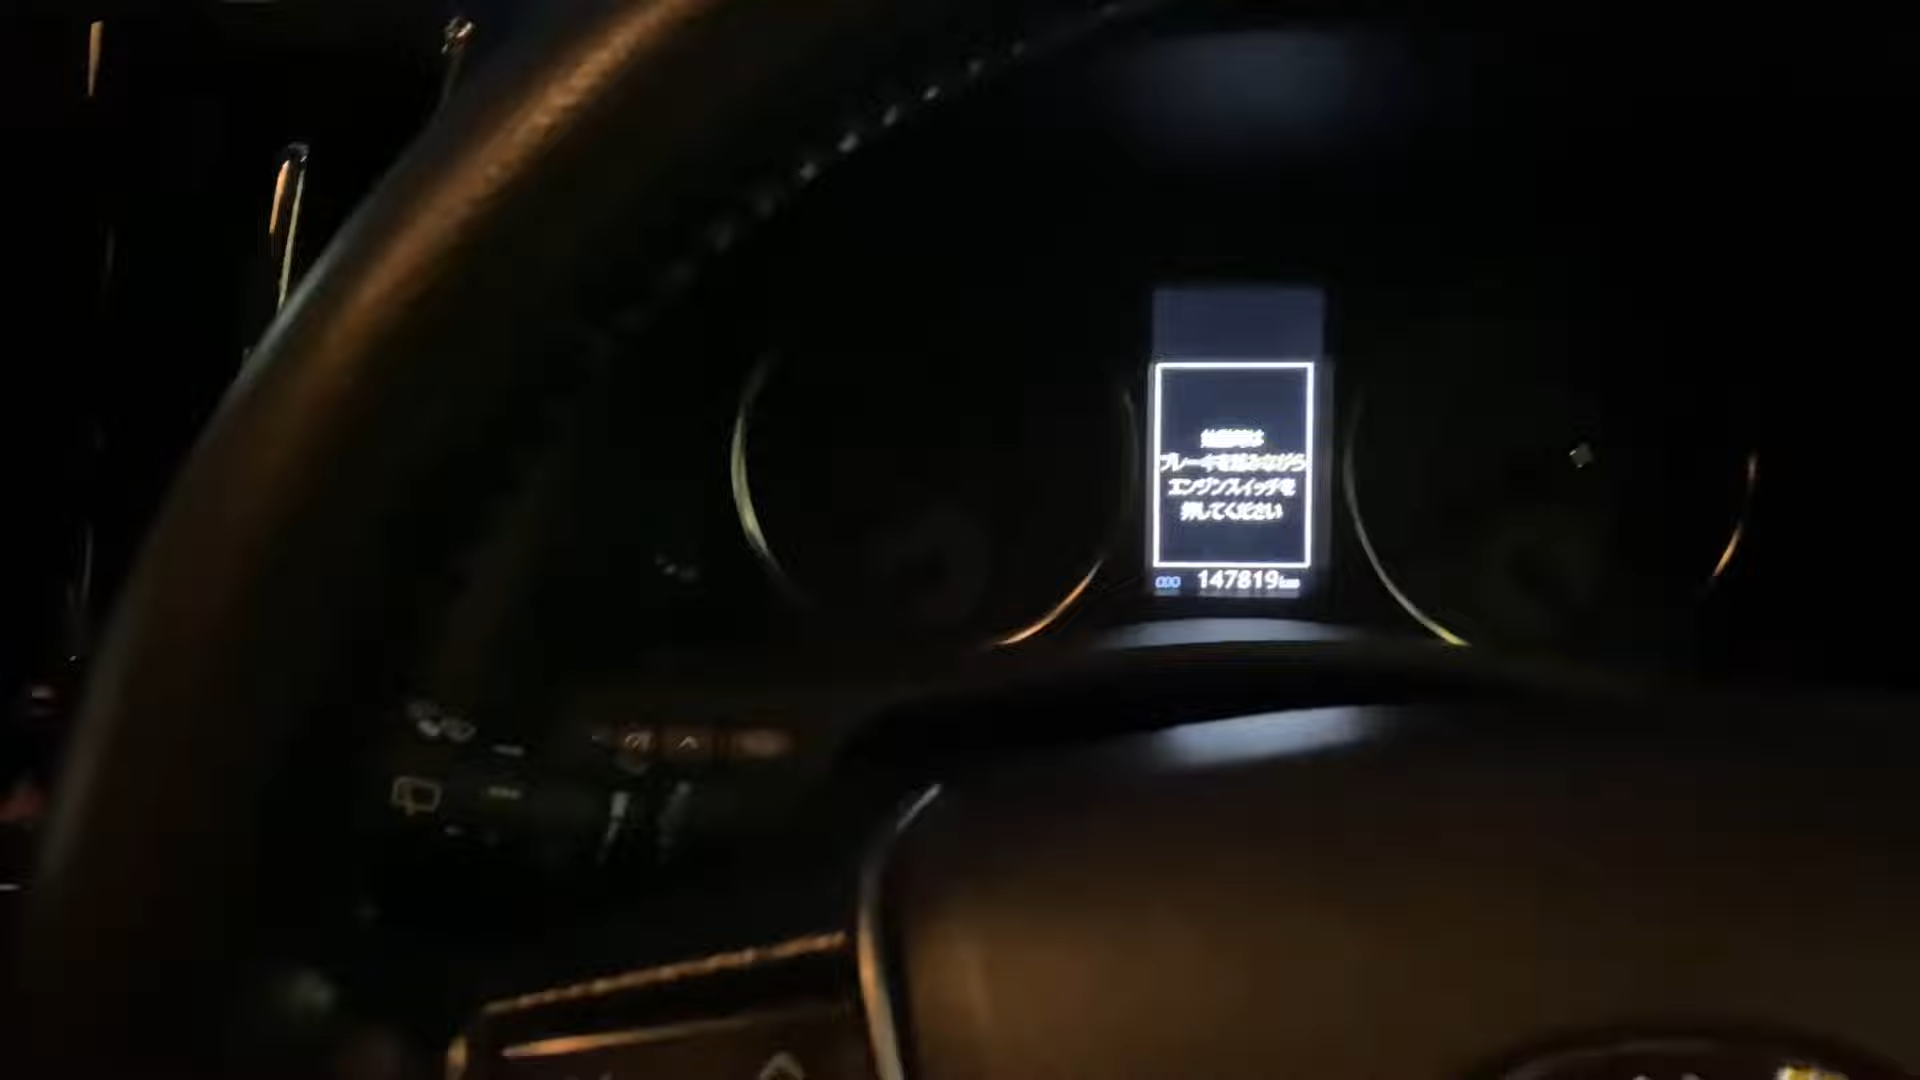 始動時は
ブレーキを踏みながら
エンジンスイッチを
押してください
ODO 147819km